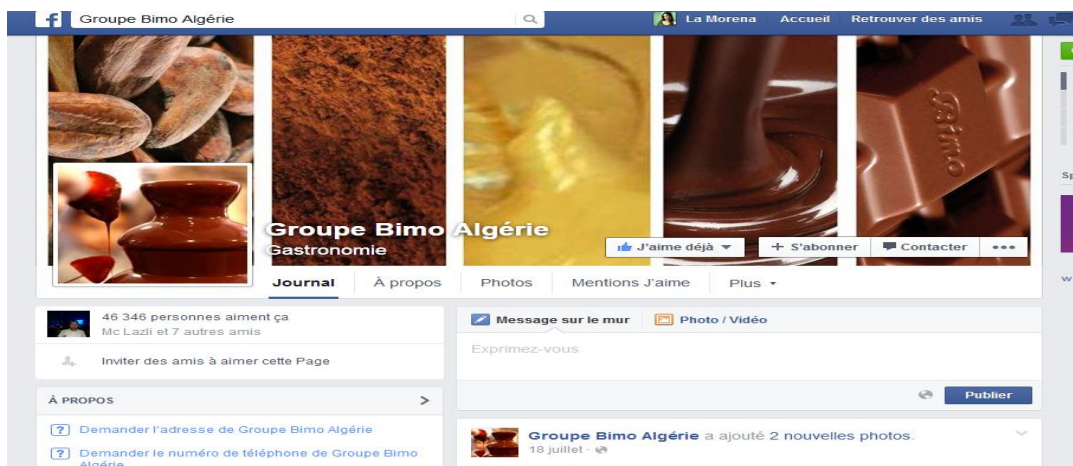 f Groupe Bimo Algérie La Morena Accueil Retrouver des amis
Bimo
Groupe Bimo Algérie
Gastronomie
J'aime déjà + S'abonner Contacter
Journal À propos Photos Mentions J'aime Plus
46 346 personnes aiment ça
Mc Lazli et 7 autres amis
Inviter des amis à aimer cette Page
À PROPOS
? Demander l'adresse de Groupe Bimo Algérie
? Demander le numéro de téléphone de Groupe Bimo
Algérie
Message sur le mur Photo / Vidéo
Exprimez-vous
Publier
Groupe Bimo Algérie a ajouté 2 nouvelles photos.
18 juillet ·
Sp
w